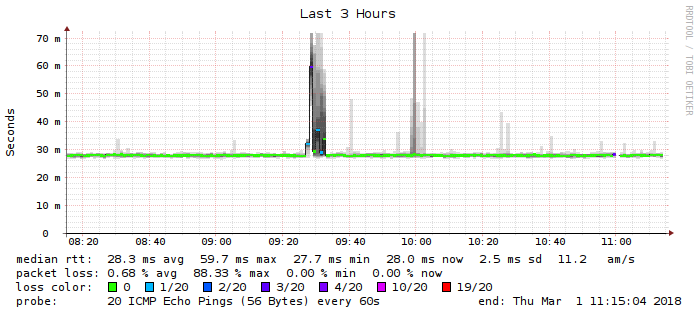 Last 3 Hours
RRDTOOL / TOBI OETIKER
Seconds
70 m
60 m
50 m
40 m
30 m
20 m
10 m
0
08:20 08:40 09:00 09:20 09:40 10:00 10:20 10:40 11:00
median rtt: 28.3 ms avg 59.7 ms max 27.7 ms min 28.0 ms now 2.5 ms sd 11.2 am/s
packet loss: 0.68 % avg 88.33 % max 0.00 % min 0.00 % now
loss color: 0 1/20 2/20 3/20 4/20 10/20 19/20
probe: 20 ICMP Echo Pings (56 Bytes) every 60s end: Thu Mar 1 11:15:04 2018